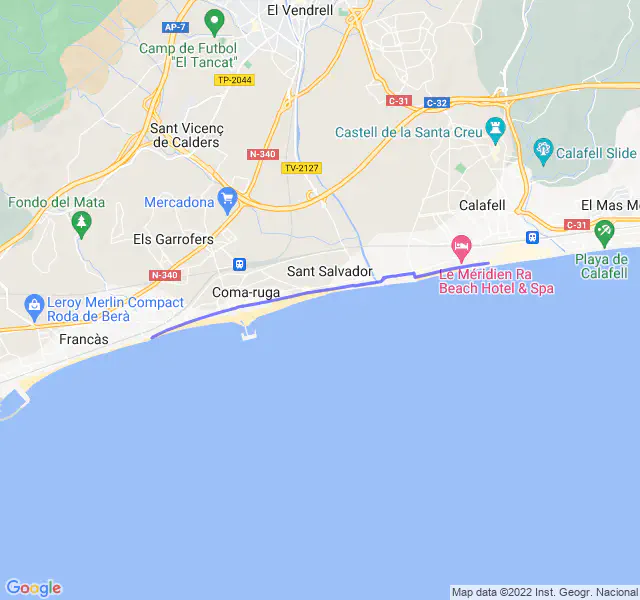 El Vendrell
AP-7
Camp de Futbol
"El Tancat"
TP-2044
C-31
C-32
Sant Vicenç
de Calders
Castell de la Santa Creu
N-340
Calafell Slide
TV-2127
Fondo del Mata
Mercadona
Calafell
El Mas Me
C-31
Els Garrofers
Playa de
Calafell
N-340
Sant Salvador
Le Méridien Ra
Beach Hotel & Spa
Coma-ruga
Leroy Merlin Compact
Roda de Berà
Francàs
Google
Map data ©2022 Inst. Geogr. Nacional